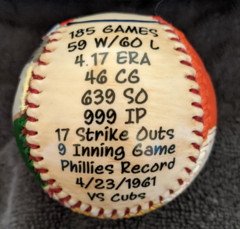 185 GAMES
59 W/60 L
4.17 ERA
46 CG
639 SO
999 IP
17 Strike Outs
9 Inning Game
Phillies Record
4/23/1961
VS Cubs